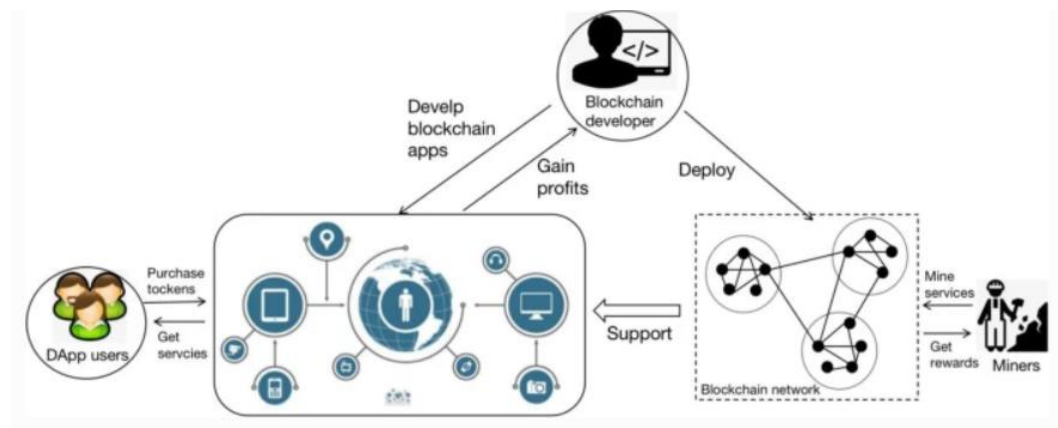 </>
Blockchain
developer
Develp
blockchain
apps
Gain
profits
Deploy
Purchase
tockens
Get
servcies
DApp users
Support
Mine
services
Get
rewards
Miners
Blockchain network